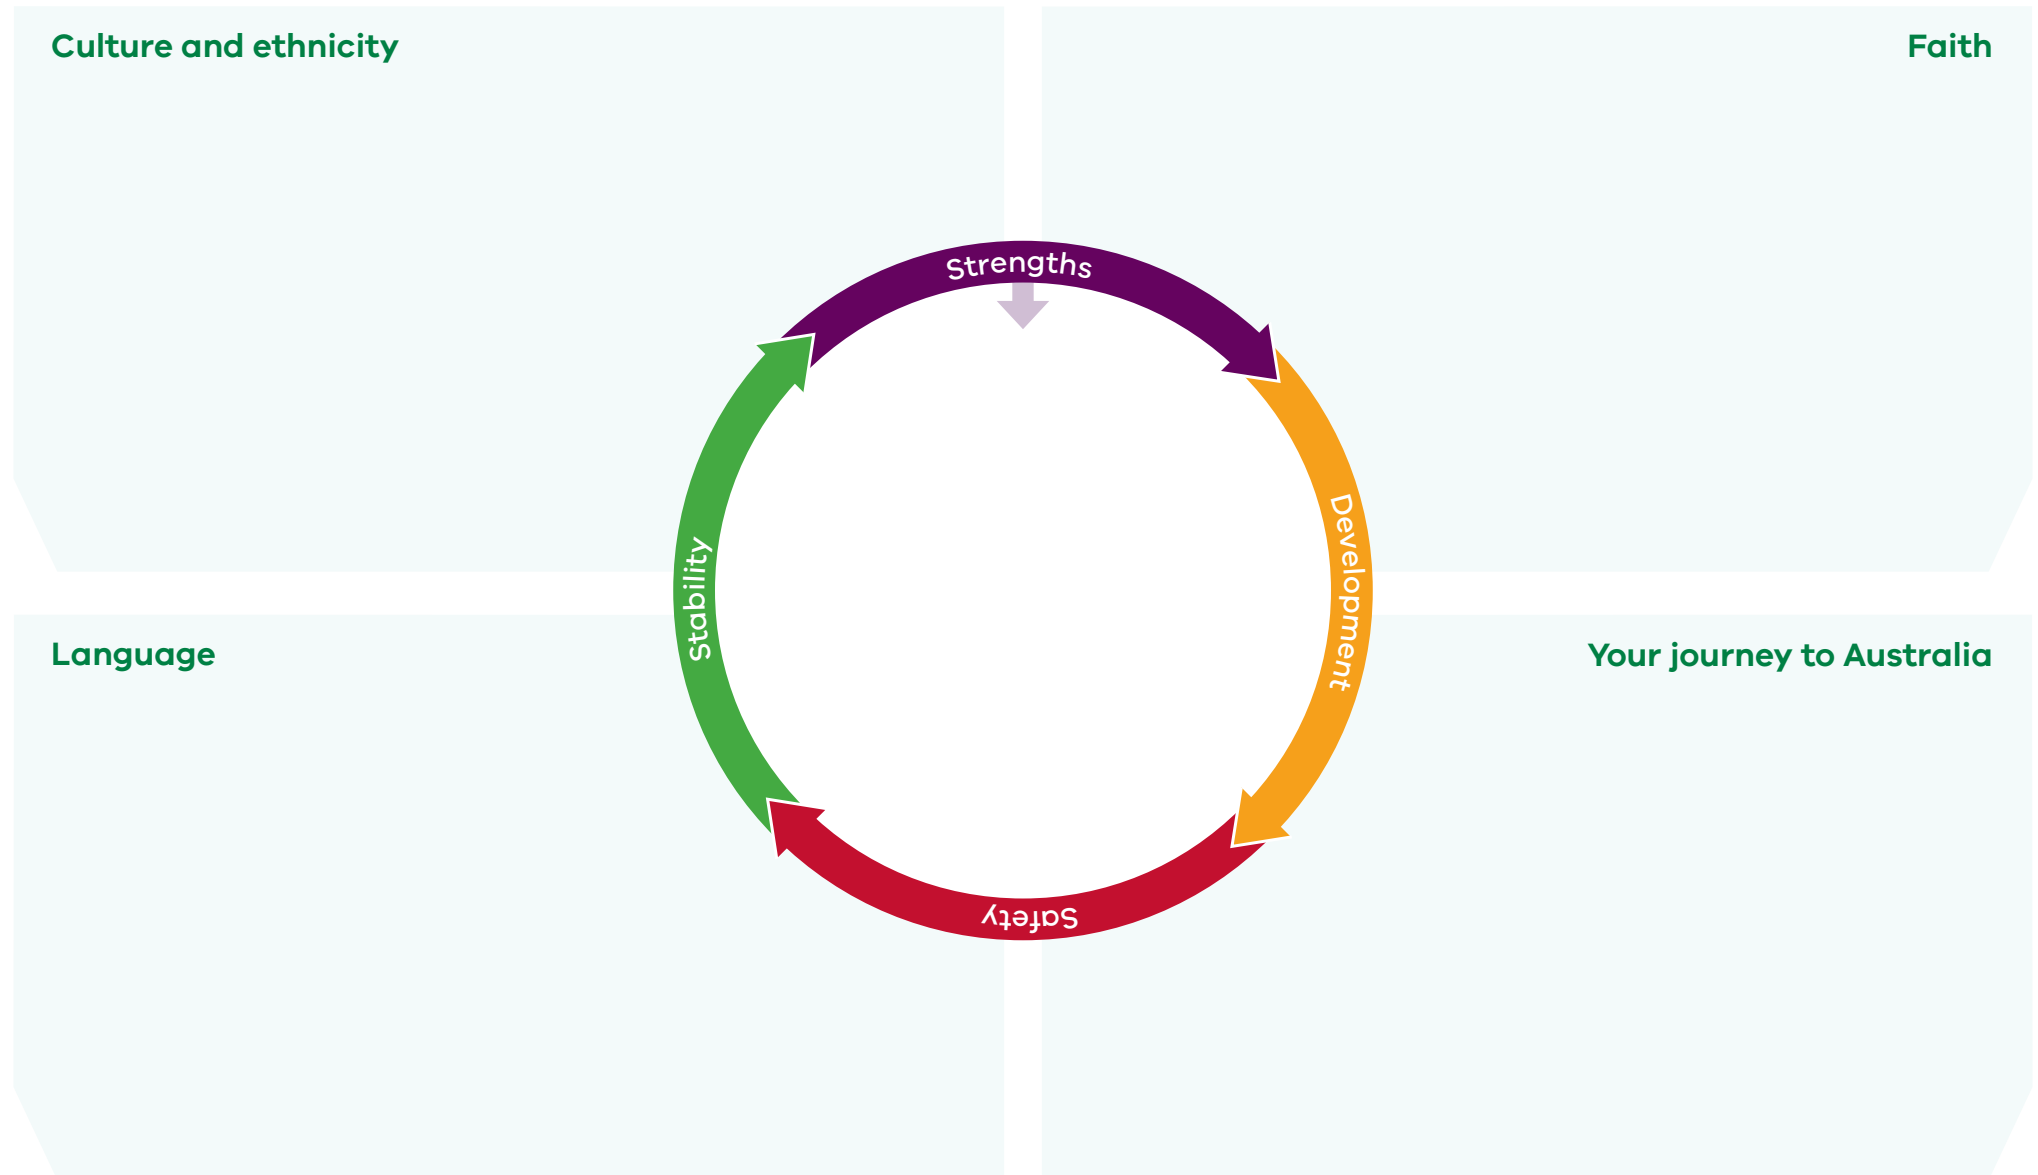 Culture and ethnicity
Faith
Strengths
Development
Stability
Safety
Language
Your journey to Australia